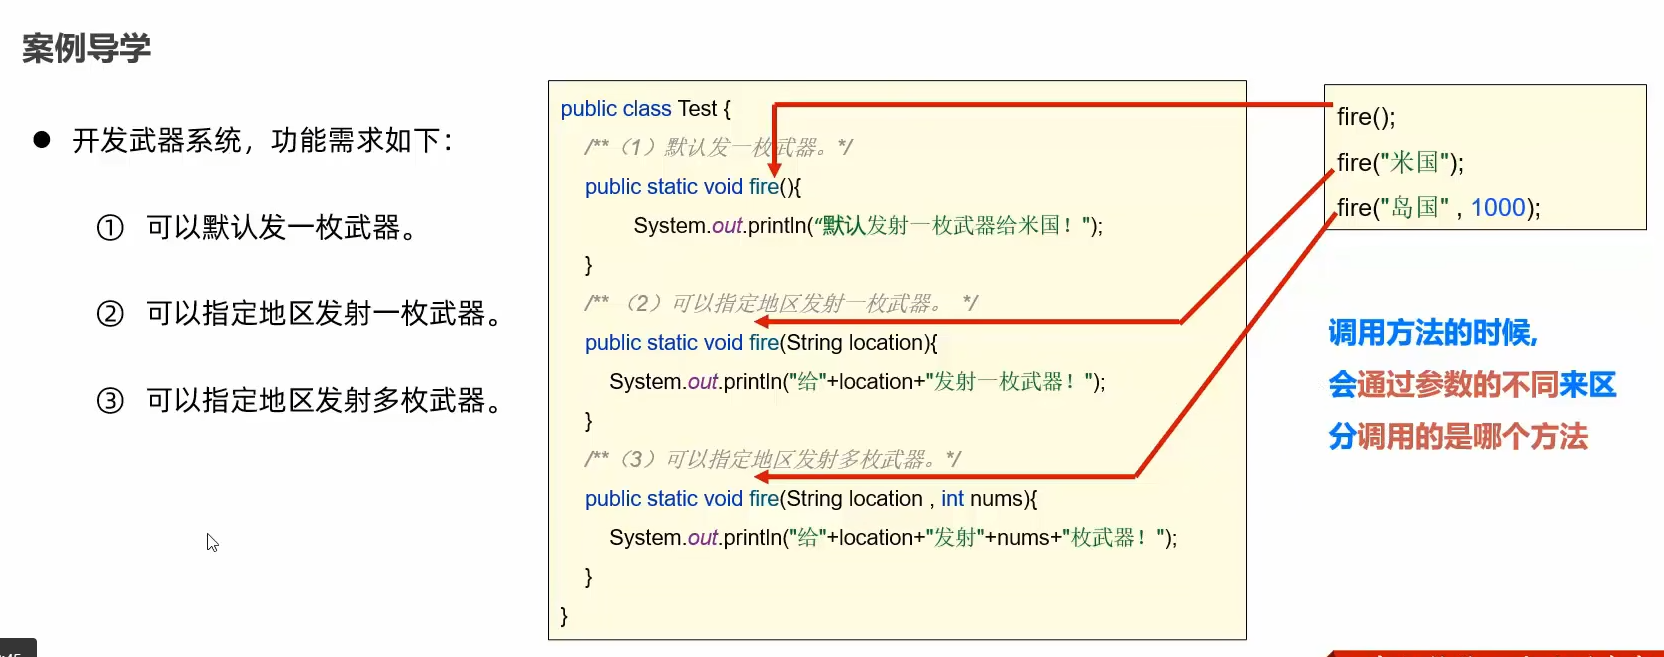 案例导学
● 开发武器系统，功能需求如下：
① 可以默认发一枚武器。
② 可以指定地区发射一枚武器。
③ 可以指定地区发射多枚武器。
public class Test {
/**（1）默认发一枚武器。*/
public static void fire(){
System.out.println(“默认发射一枚武器给米国！");
}
/** （2）可以指定地区发射一枚武器。 */
public static void fire(String location){
System.out.println("给"+location+"发射一枚武器！");
}
/**（3）可以指定地区发射多枚武器。*/
public static void fire(String location , int nums){
System.out.println("给"+location+"发射"+nums+"枚武器！");
}
}
fire();
fire("米国");
fire("岛国" , 1000);
调用方法的时候,
会通过参数的不同来区
分调用的是哪个方法